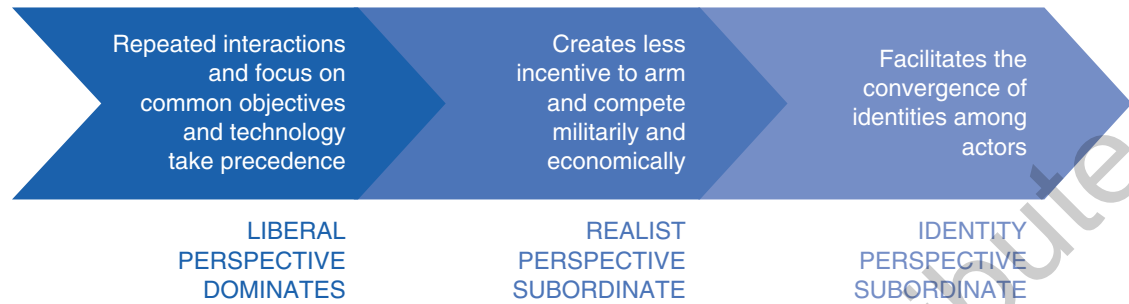 Repeated interactions
and focus on
common objectives
and technology
take precedence
Creates less
incentive to arm
and compete
militarily and
economically
Facilitates the
convergence of
identities among
actors
LIBERAL
PERSPECTIVE
DOMINATES
REALIST
PERSPECTIVE
SUBORDINATE
IDENTITY
PERSPECTIVE
SUBORDINATE